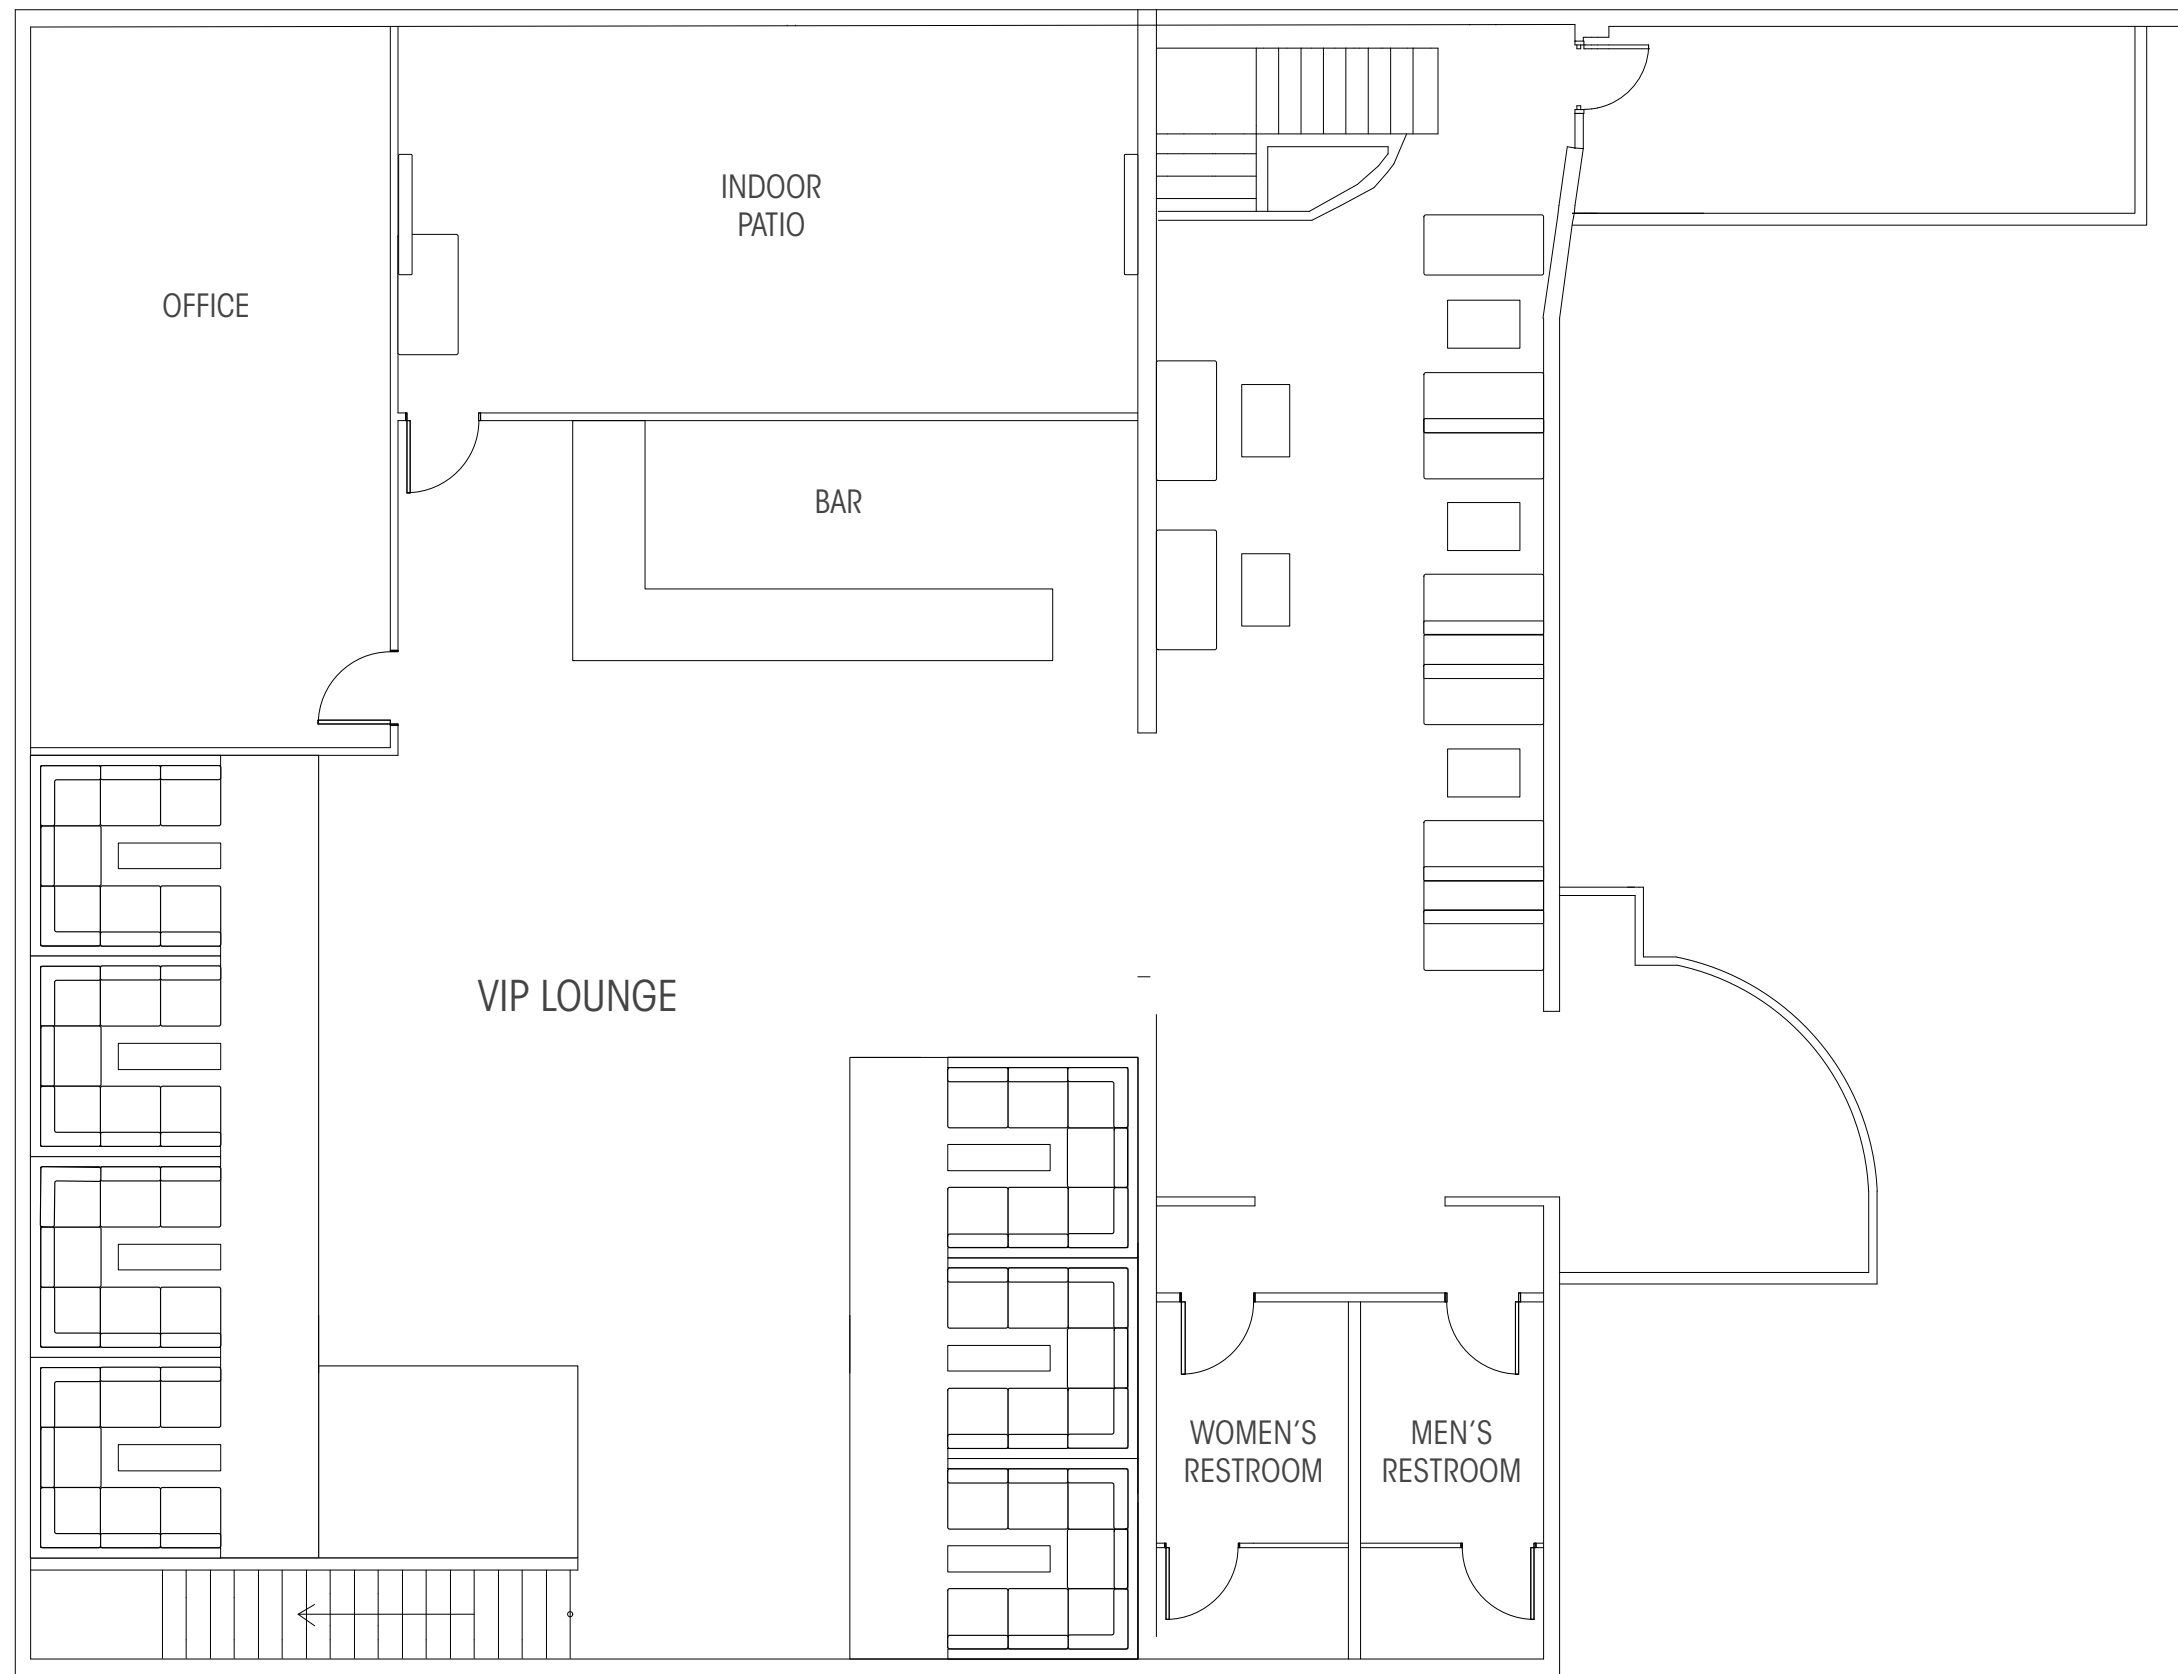 INDOOR
PATIO
OFFICE
BAR
VIP LOUNGE
WOMEN'S
RESTROOM
MEN'S
RESTROOM